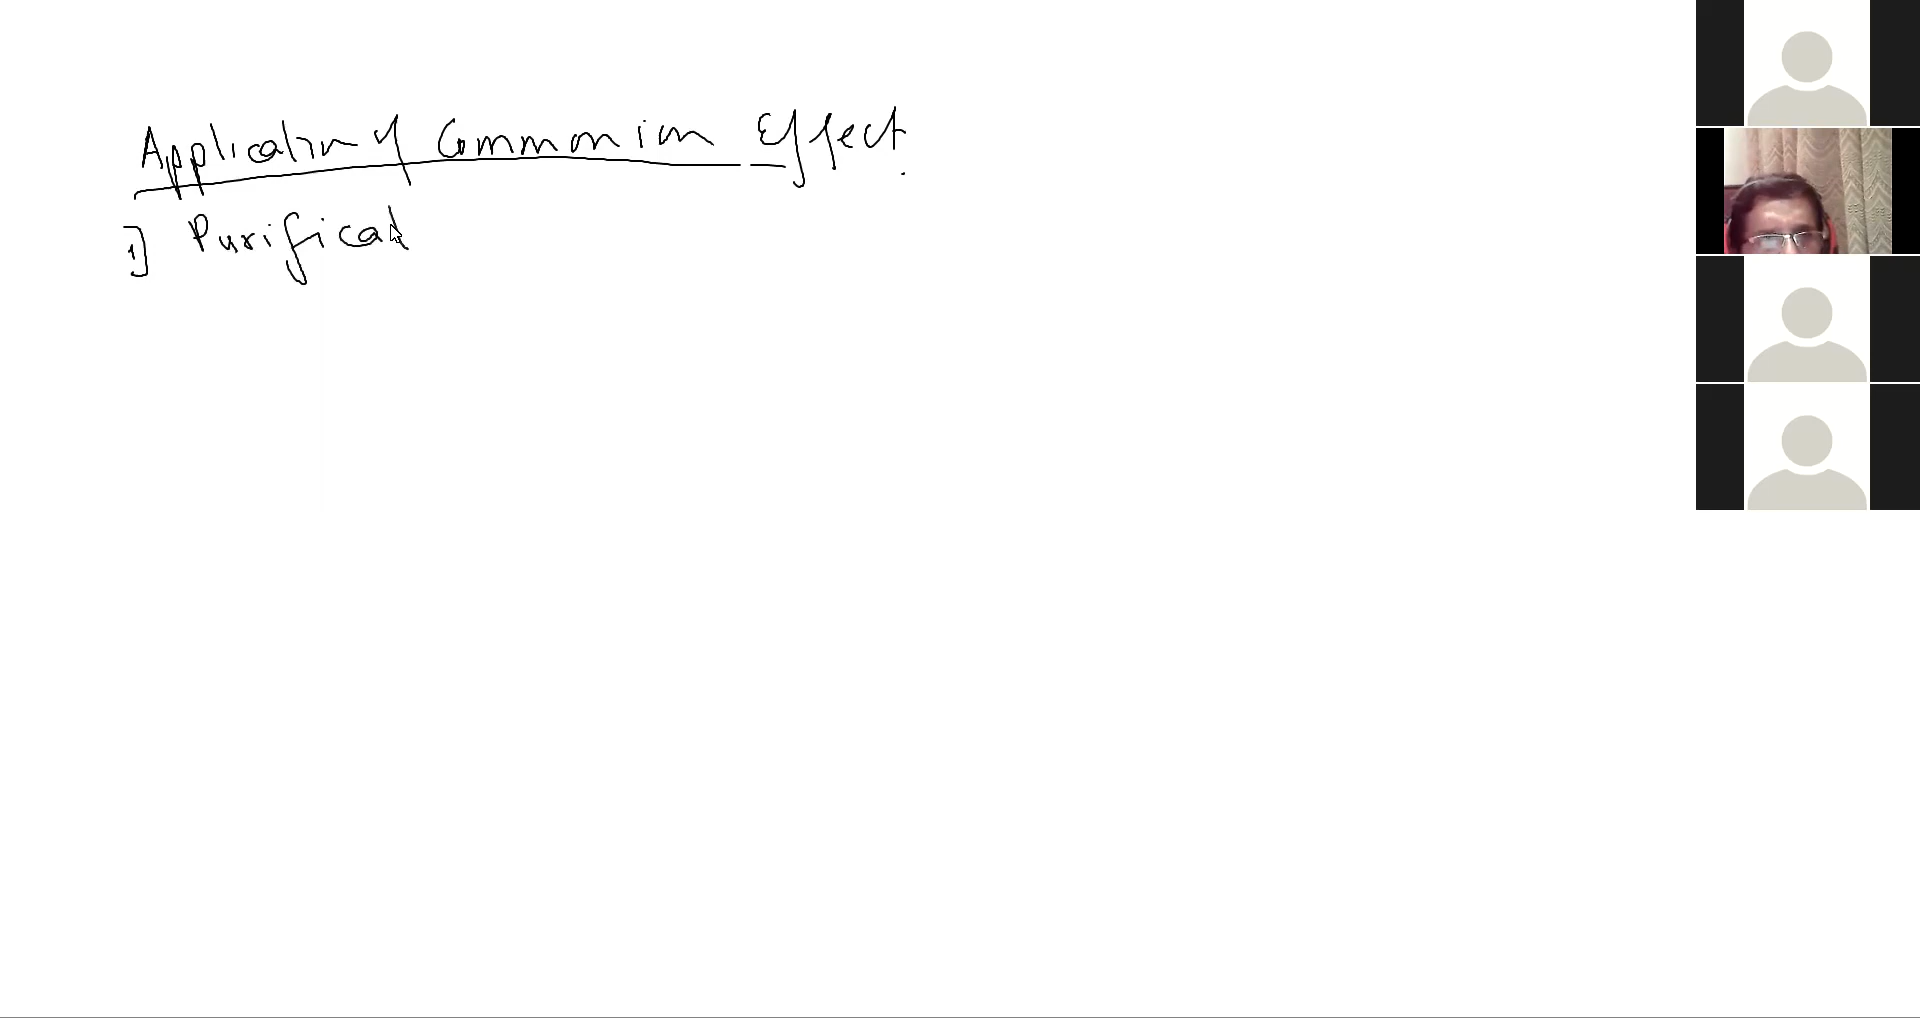 Application of Common ion Effect.
1] Purificat